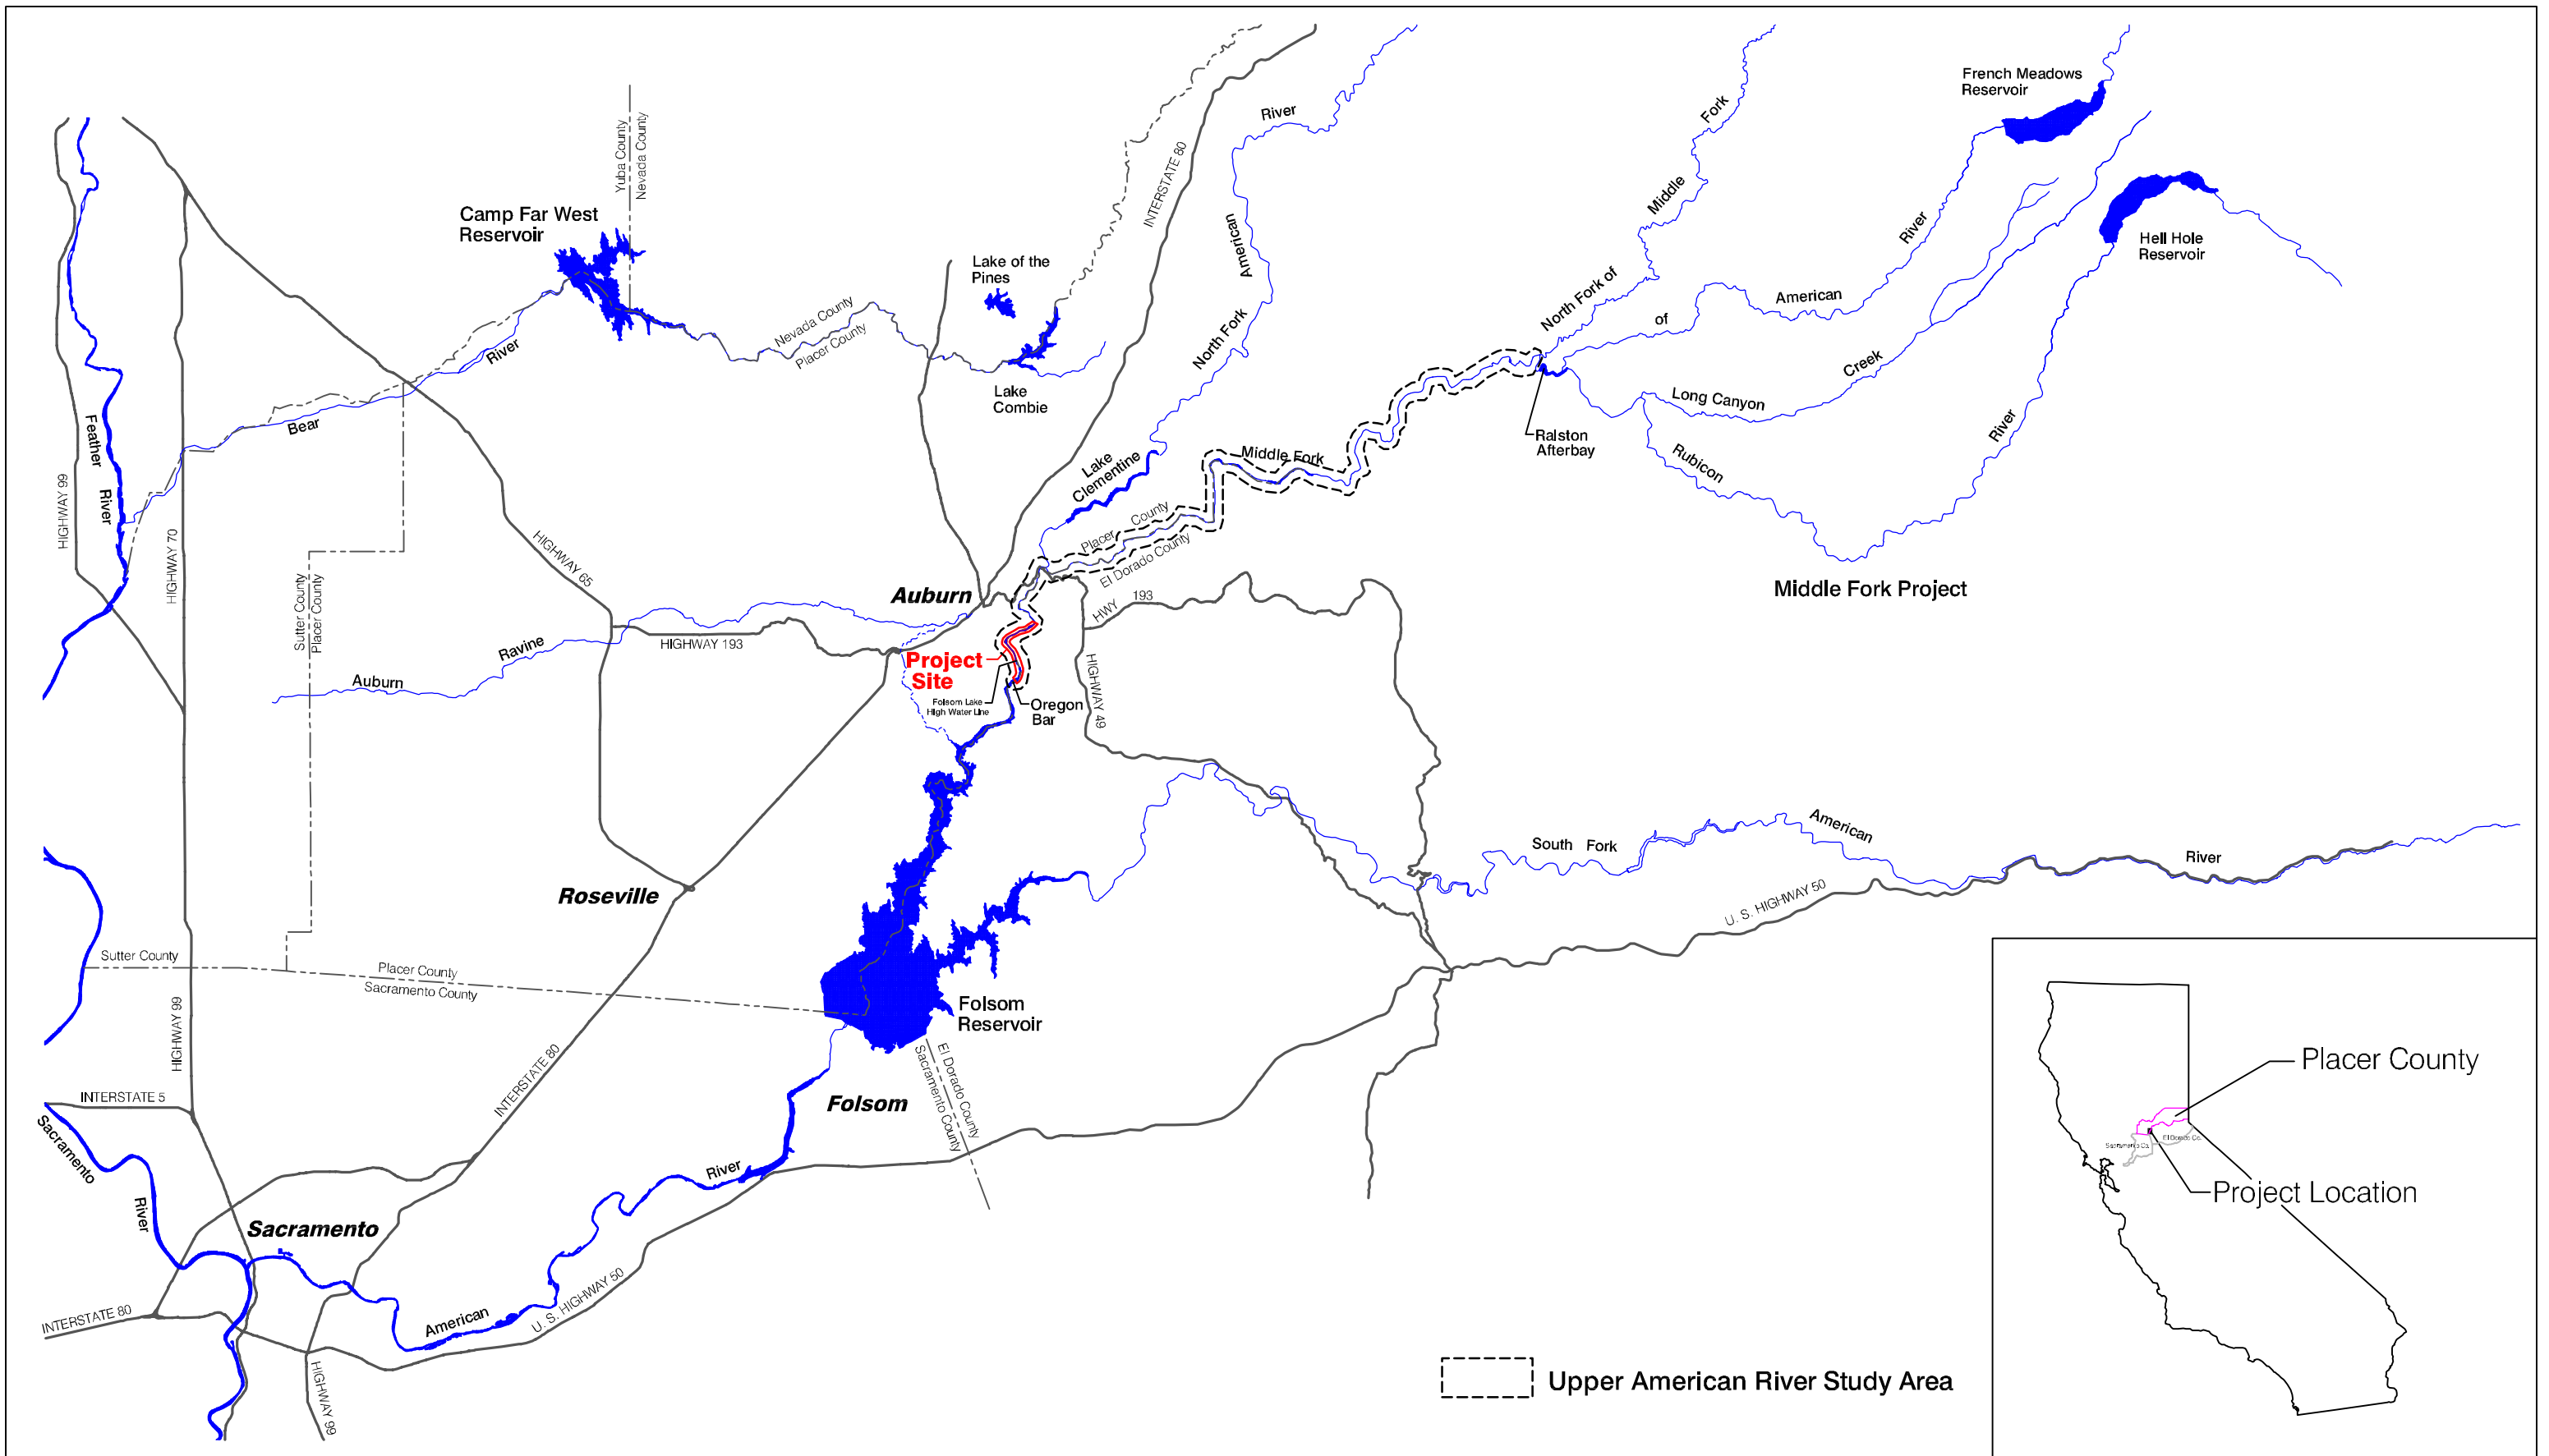 French Meadows
Reservoir
River
Fork
INTERSTATE 80
Yuba County
Nevada County
Middle
Camp Far West
Reservoir
American
River
Hell Hole
Reservoir
Lake of the
Pines
North Fork of
American
of
Nevada County
Placer County
North Fork
River
Creek
Lake
Combie
Long Canyon
Bear
Feather
River
River
Ralston
Afterbay
Middle Fork
Lake
Clementine
Rubicon
HIGHWAY 99
HIGHWAY 70
Placer County
El Dorado County
HIGHWAY 65
Sutter County
Placer County
Auburn
HWY 193
Middle Fork Project
HIGHWAY 193
Ravine
Auburn
Project
Site
HIGHWAY 49
Folsom Lake
High Water Line
Oregon
Bar
American
South Fork
River
Roseville
U. S. HIGHWAY 50
Sutter County
Placer County
Sacramento County
HIGHWAY 99
Folsom
Reservoir
El Dorado County
Sacramento County
INTERSTATE 80
INTERSTATE 5
Folsom
Sacramento
River
River
Sacramento
INTERSTATE 80
American
U. S. HIGHWAY 50
HIGHWAY 99
Upper American River Study Area
Placer County
Sacramento Co.
El Dorado Co.
Project Location